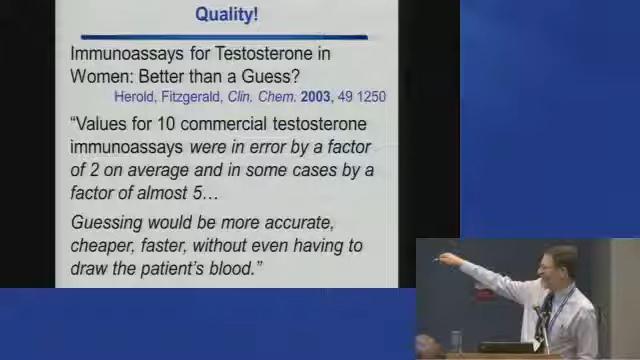 Quality!
Immunoassays for Testosterone in
Women: Better than a Guess?
Herold, Fitzgerald, Clin. Chem. 2003, 49 1250
“Values for 10 commercial testosterone
immunoassays were in error by a factor
of 2 on average and in some cases by a
factor of almost 5…
Guessing would be more accurate,
cheaper, faster, without even having to
draw the patient’s blood.”